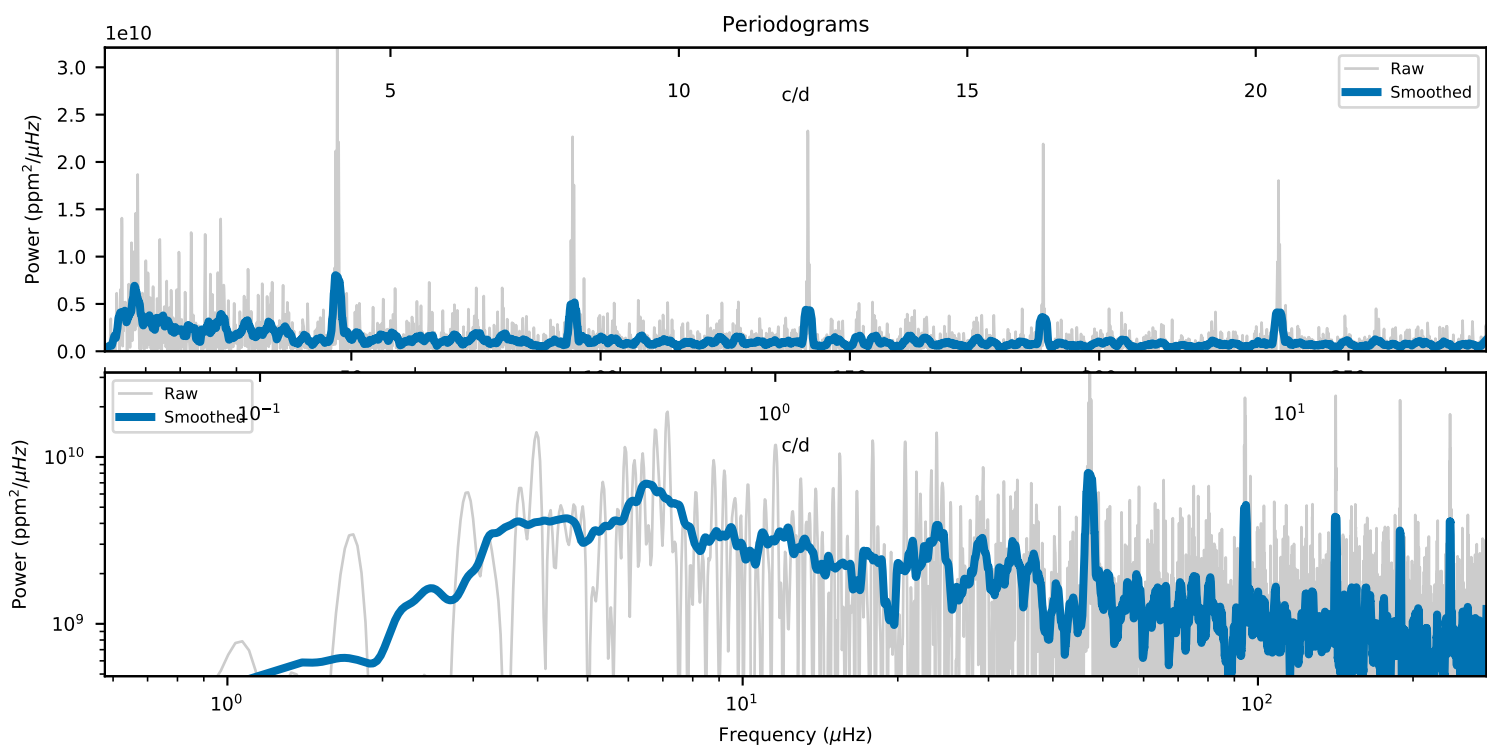 Periodograms
1e10
3.0
2.5
2.0
1.5
1.0
0.5
0.0
Power (ppm²/μHz)
5
10
15
20
c/d
Raw
Smoothed
Raw
Smoothed
10⁻¹
10⁰
10¹
c/d
10¹⁰
10⁹
Power (ppm²/μHz)
10⁰
10¹
10²
Frequency (μHz)